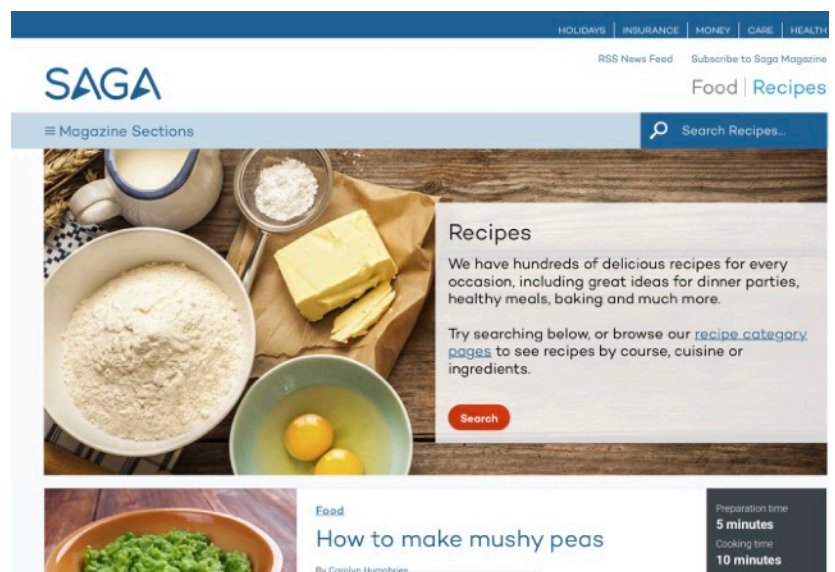 HOLIDAYS INSURANCE MONEY CARE HEALTH
RSS News Feed Subscribe to Saga Magazine
SAGA
Food Recipes
Magazine Sections
Search Recipes...
Recipes
We have hundreds of delicious recipes for every
occasion, including great ideas for dinner parties,
healthy meals, baking and much more.
Try searching below, or browse our recipe category
pages to see recipes by course, cuisine or
ingredients.
Search
Food
How to make mushy peas
By Carolyn Humphries
Preparation time
5 minutes
Cooking time
10 minutes